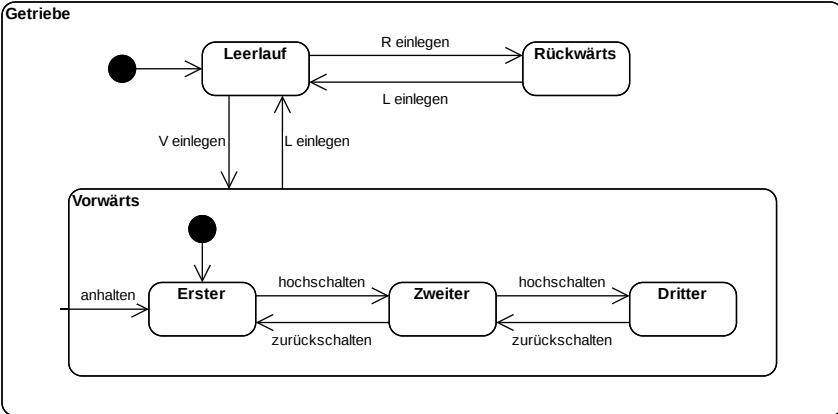 Getriebe
R einlegen
Leerlauf
Rückwärts
L einlegen
V einlegen
L einlegen
Vorwärts
anhalten
Erster
hochschalten
Zweiter
hochschalten
Dritter
zurückschalten
zurückschalten